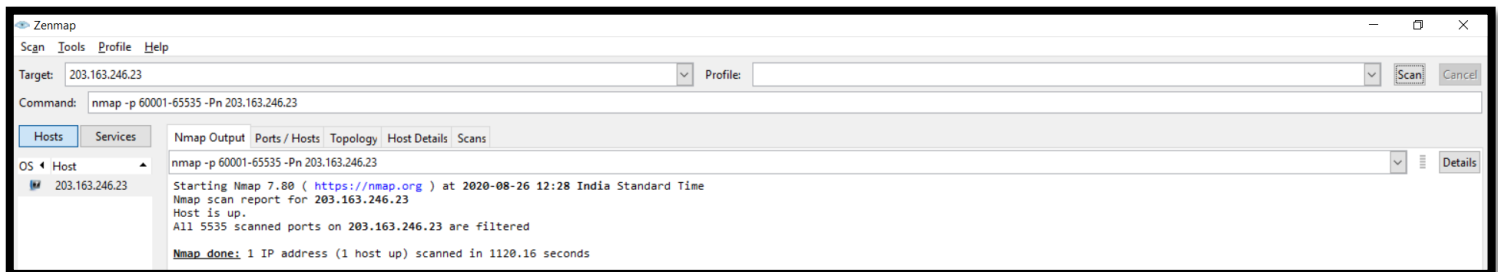 Zenmap
Scan Tools Profile Help
Target: 203.163.246.23 Profile: Scan Cancel
Command: nmap -p 60001-65535 -Pn 203.163.246.23
Hosts Services Nmap Output Ports / Hosts Topology Host Details Scans
OS Host nmap -p 60001-65535 -Pn 203.163.246.23 Details
203.163.246.23 Starting Nmap 7.80 ( https://nmap.org ) at 2020-08-26 12:28 India Standard Time
Nmap scan report for 203.163.246.23
Host is up.
All 5535 scanned ports on 203.163.246.23 are filtered
Nmap done: 1 IP address (1 host up) scanned in 1120.16 seconds